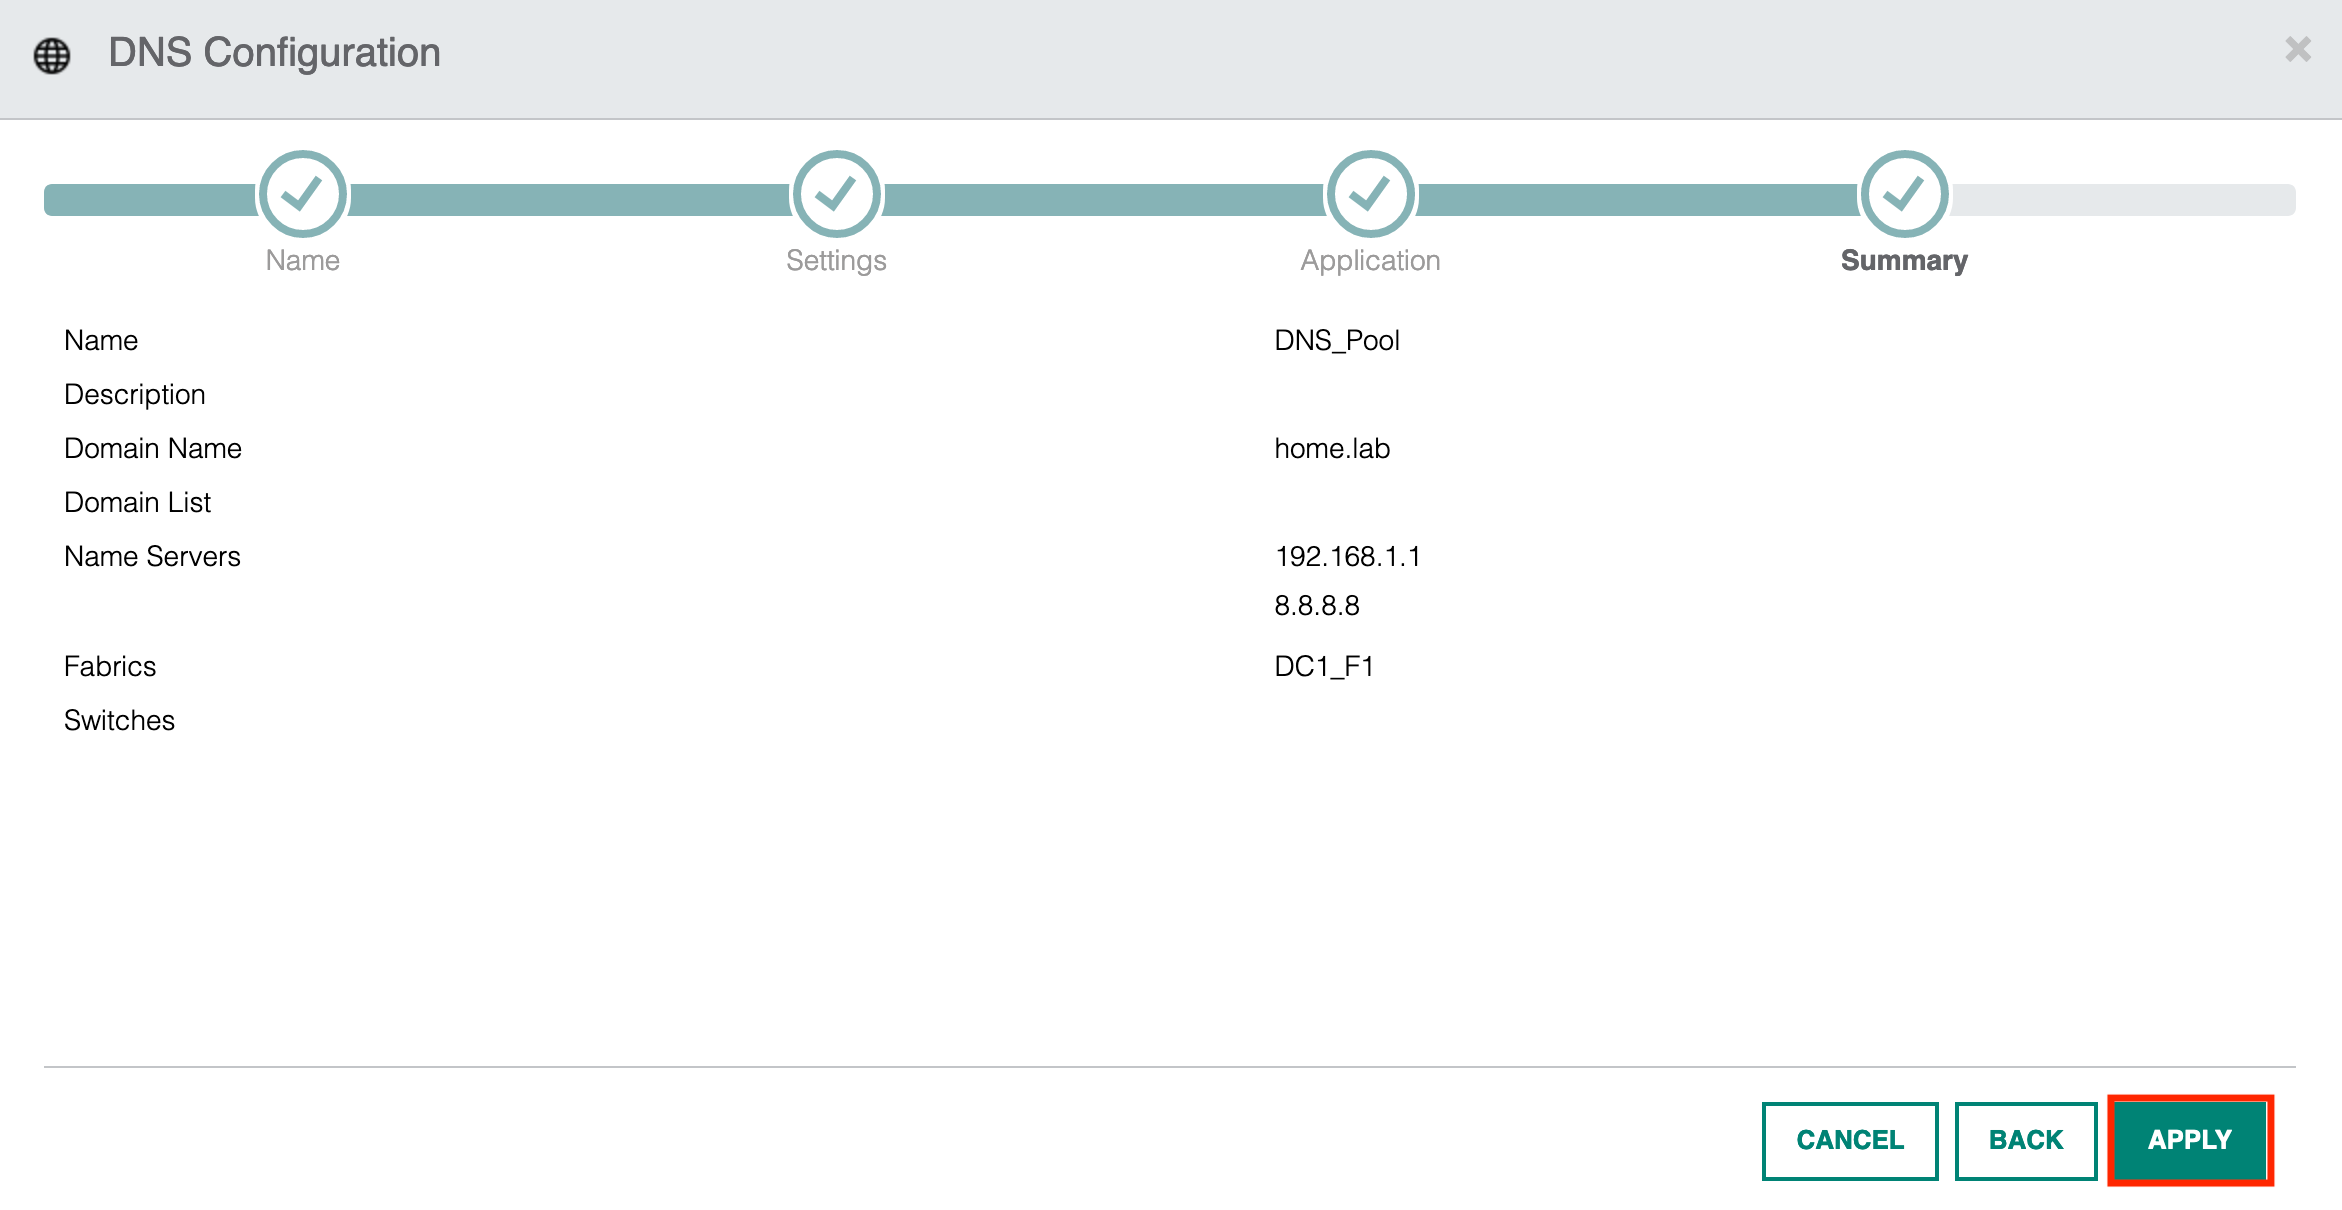 DNS Configuration
Name
Settings
Application
Summary
Name DNS_Pool
Description
Domain Name home.lab
Domain List
Name Servers 192.168.1.1
8.8.8.8
Fabrics DC1_F1
Switches
CANCEL BACK APPLY